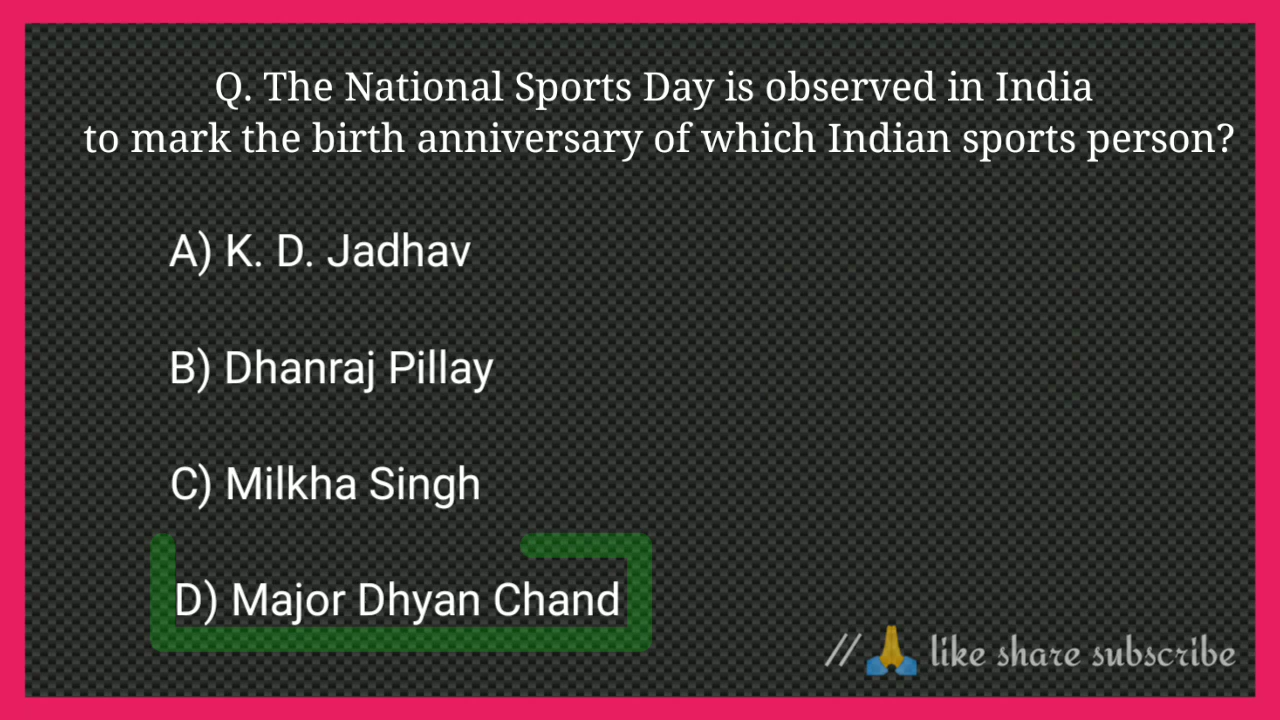 Q. The National Sports Day is observed in India
to mark the birth anniversary of which Indian sports person?
A) K. D. Jadhav
B) Dhanraj Pillay
C) Milkha Singh
D) Major Dhyan Chand
// 🙏 like share subscribe